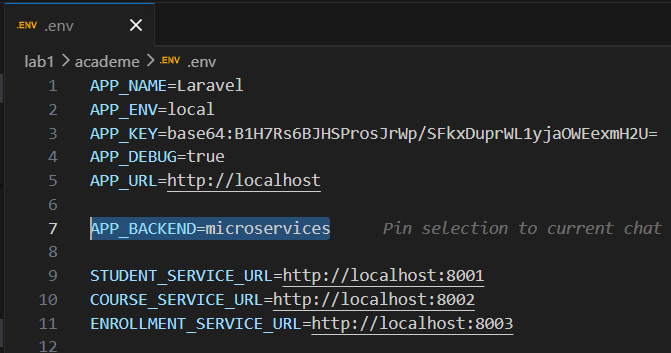 .ENV .env ×
lab1 > academe > .ENV .env
1 APP_NAME=Laravel
2 APP_ENV=local
3 APP_KEY=base64:B1H7Rs6BJHSProsJrWp/SFkxDuprWL1yjaOWEexmH2U=
4 APP_DEBUG=true
5 APP_URL=http://localhost
6
7 APP_BACKEND=microservices Pin selection to current chat
8
9 STUDENT_SERVICE_URL=http://localhost:8001
10 COURSE_SERVICE_URL=http://localhost:8002
11 ENROLLMENT_SERVICE_URL=http://localhost:8003
12